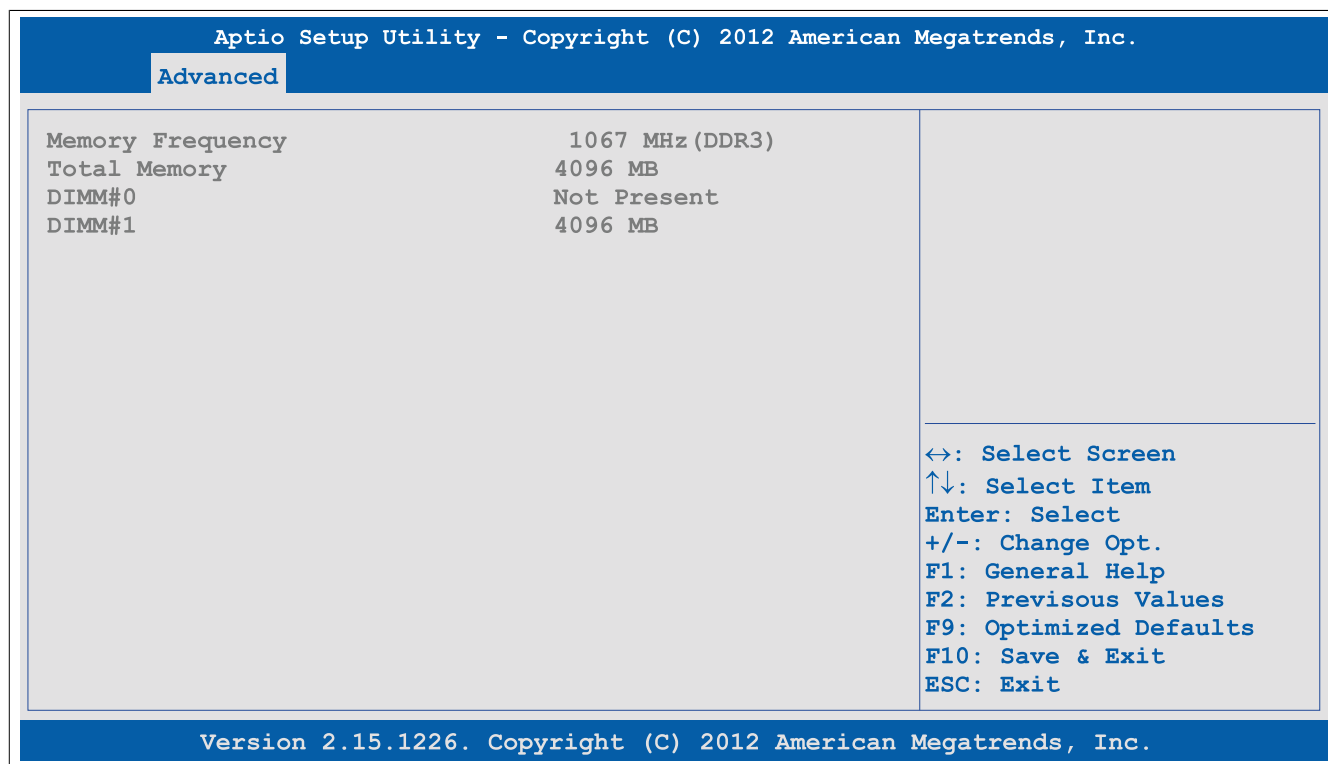 Aptio Setup Utility - Copyright (C) 2012 American Megatrends, Inc.
Advanced
Memory Frequency 1067 MHz(DDR3)
Total Memory 4096 MB
DIMM#0 Not Present
DIMM#1 4096 MB
↔: Select Screen
↑↓: Select Item
Enter: Select
+/-: Change Opt.
F1: General Help
F2: Previsous Values
F9: Optimized Defaults
F10: Save & Exit
ESC: Exit
Version 2.15.1226. Copyright (C) 2012 American Megatrends, Inc.